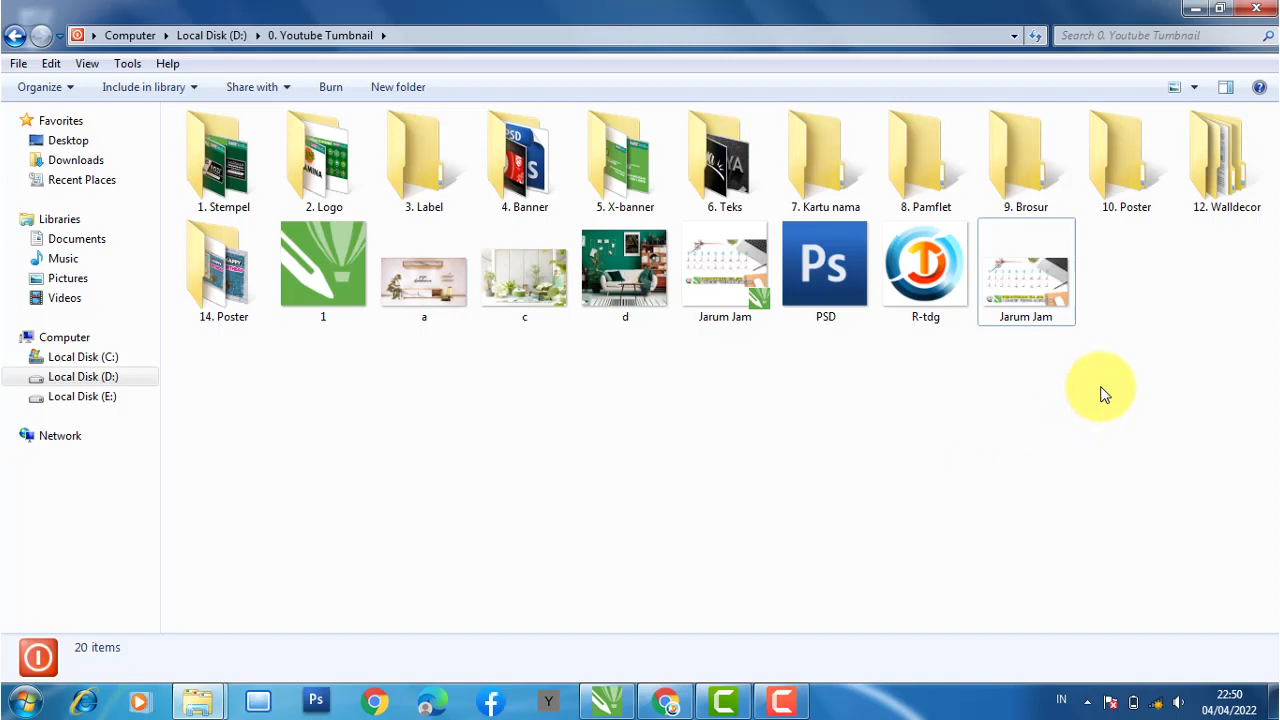 Computer Local Disk (D:) 0. Youtube Tumbnail
Search 0. Youtube Tumbnail
File Edit View Tools Help
Organize Include in library Share with Burn New folder
Favorites
Desktop
Downloads
Recent Places
Libraries
Documents
Music
Pictures
Videos
Computer
Local Disk (C:)
Local Disk (D:)
Local Disk (E:)
Network
PSD
1. Stempel 2. Logo 3. Label 4. Banner 5. X-banner 6. Teks 7. Kartu nama 8. Pamflet 9. Brosur 10. Poster 12. Walldecor
Ps
14. Poster 1 a c d Jarum Jam PSD R-tdg Jarum Jam
20 items
Ps
Y
IN
22:50
04/04/2022